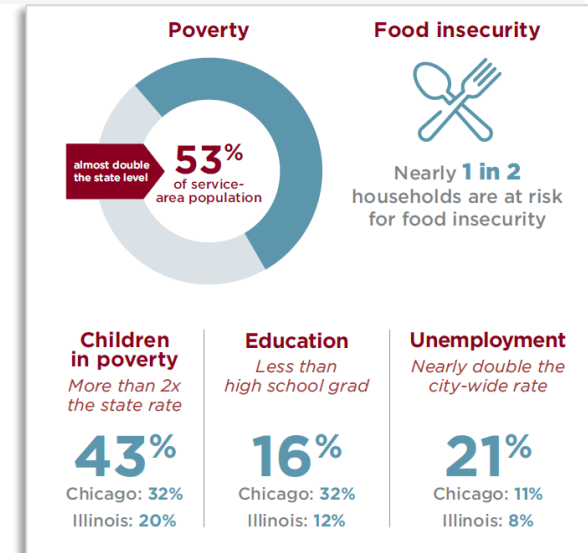 Poverty
almost double
the state level
53%
of service-
area population
Food insecurity
Nearly 1 in 2
households are at risk
for food insecurity
Children
in poverty
More than 2x
the state rate
43%
Chicago: 32%
Illinois: 20%
Education
Less than
high school grad
16%
Chicago: 32%
Illinois: 12%
Unemployment
Nearly double the
city-wide rate
21%
Chicago: 11%
Illinois: 8%